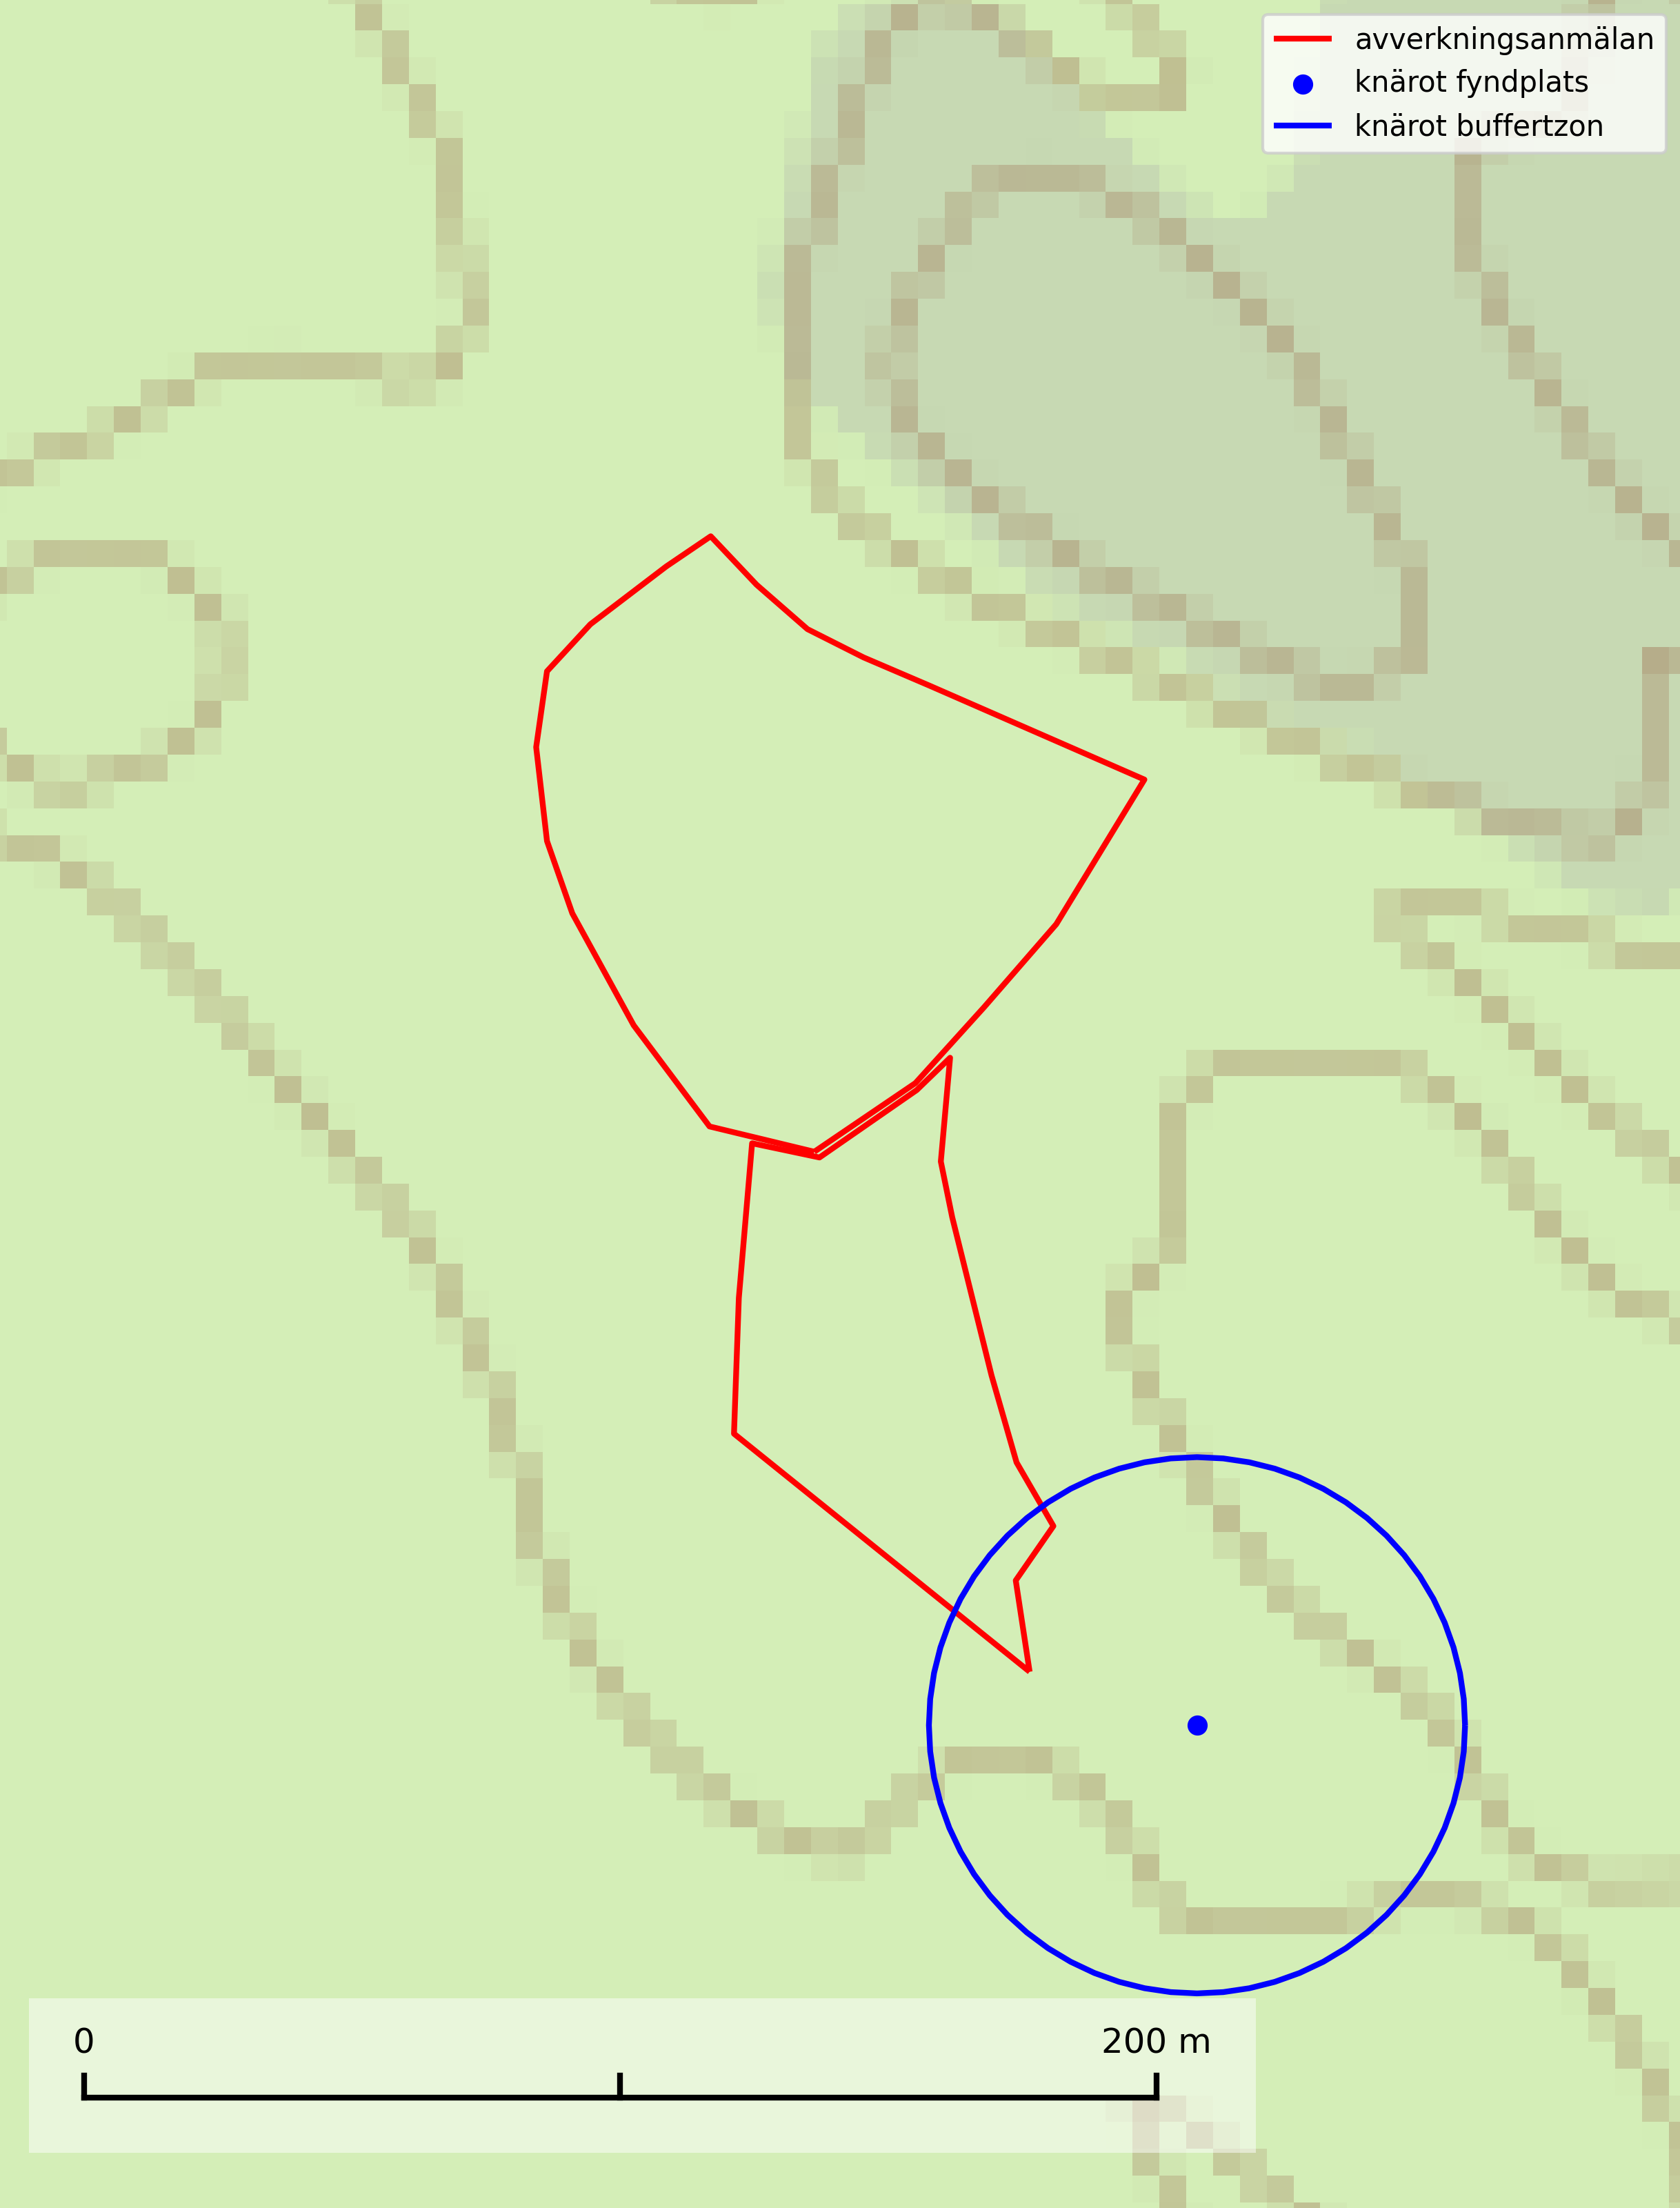 avverkningsanmälan
knärot fyndplats
knärot buffertzon
0
200 m